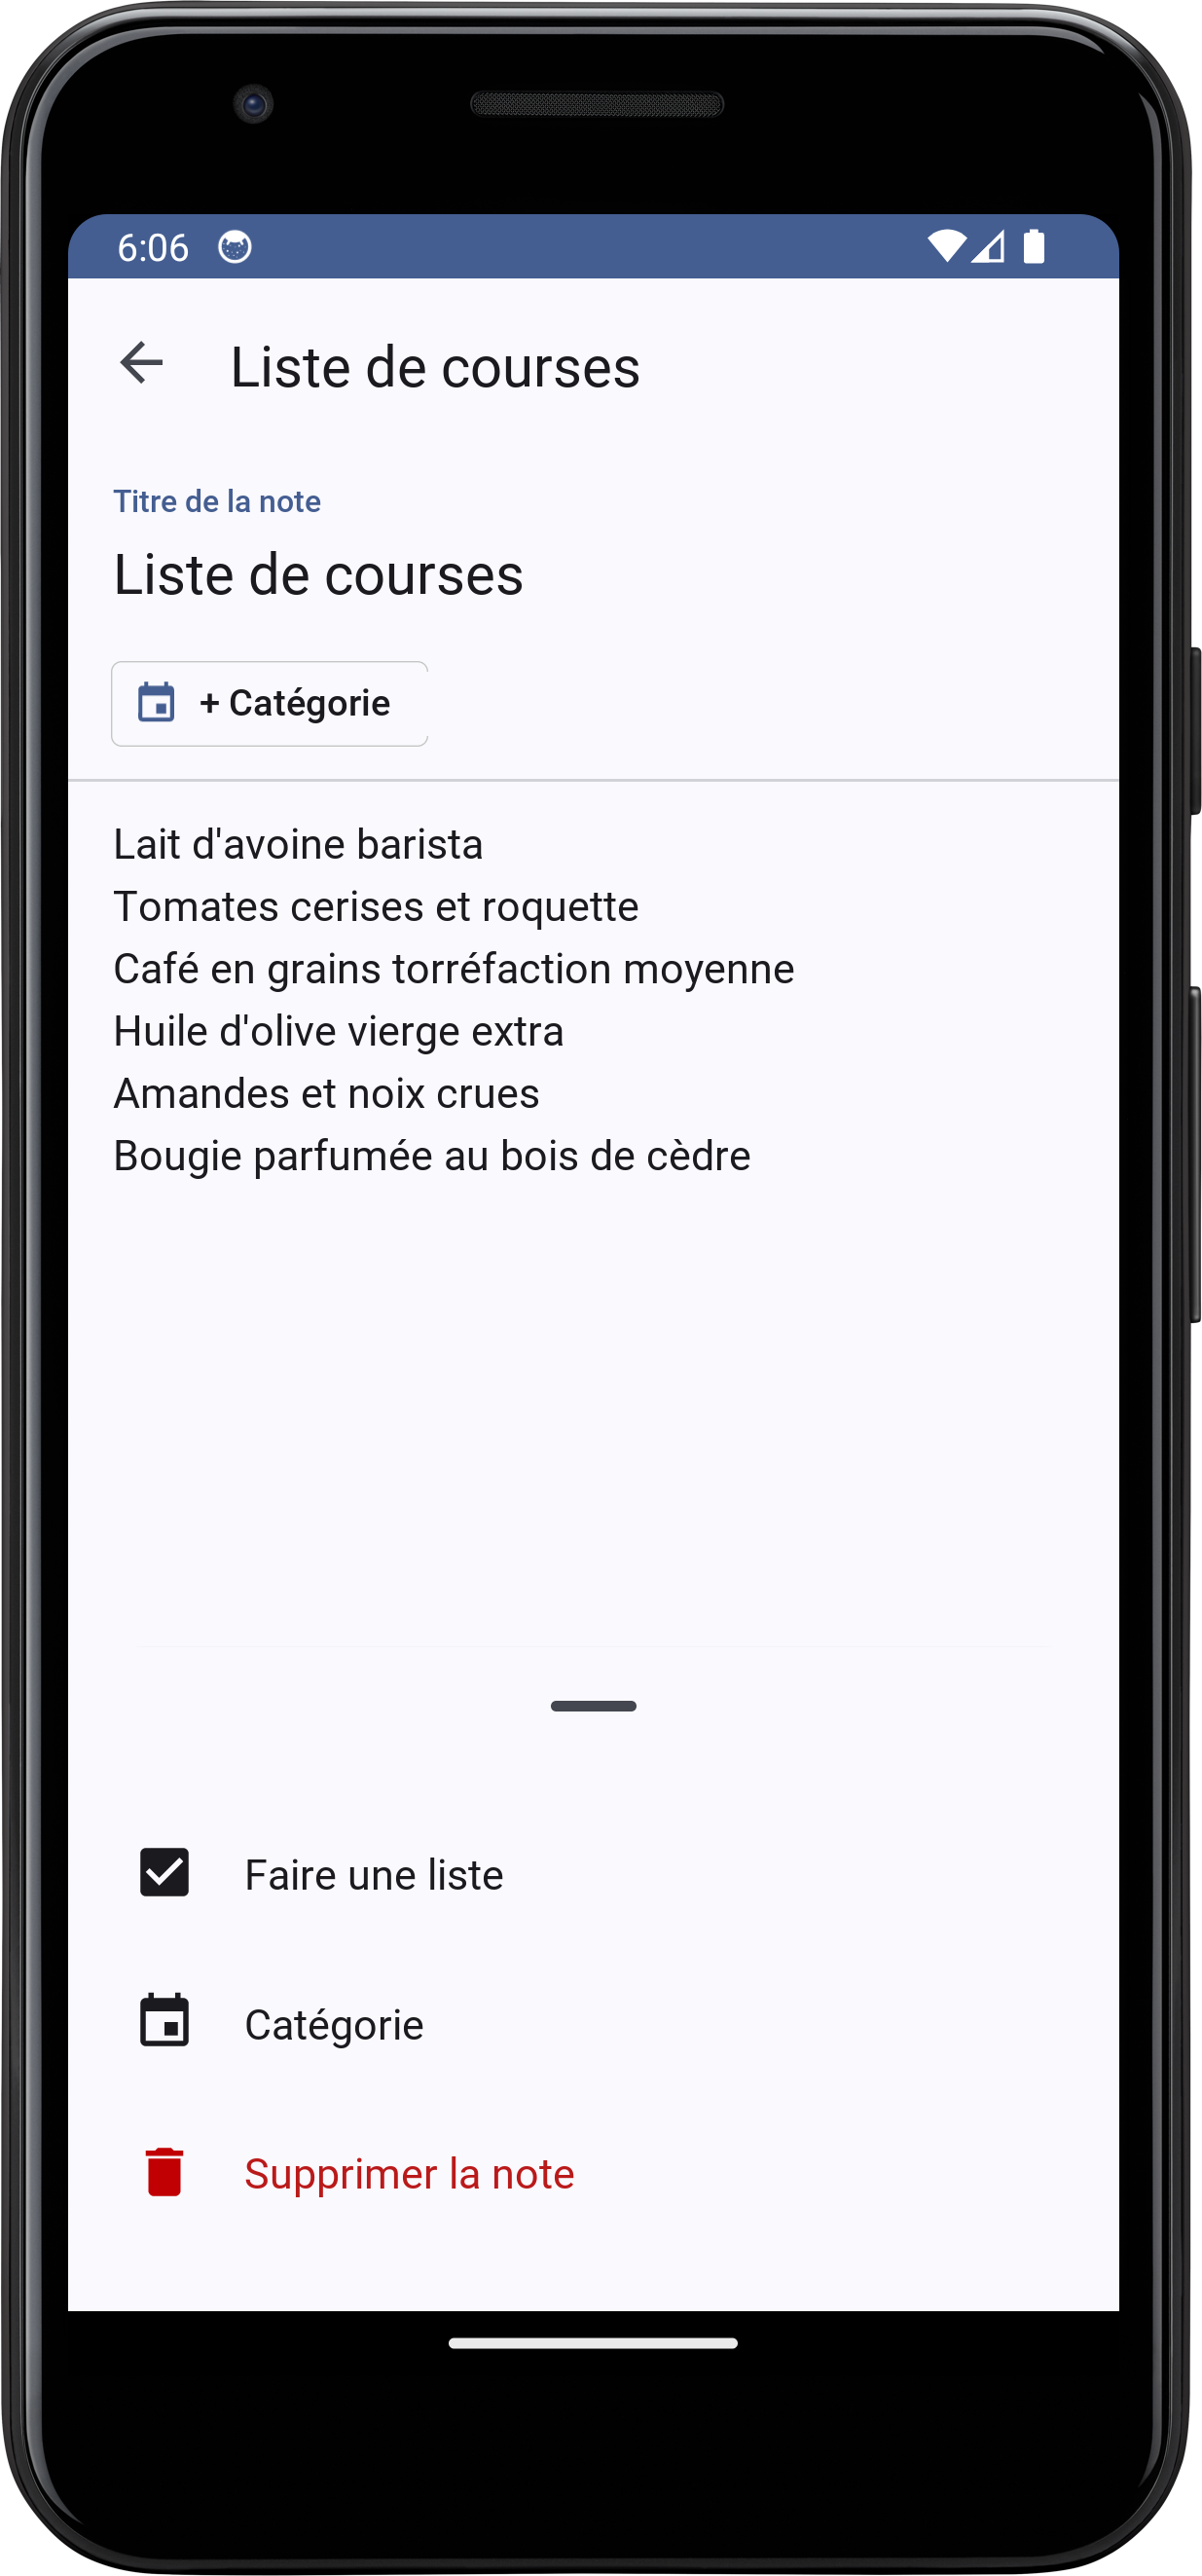 6:06
Liste de courses
Titre de la note
Liste de courses
+ Catégorie
Lait d'avoine barista
Tomates cerises et roquette
Café en grains torréfaction moyenne
Huile d'olive vierge extra
Amandes et noix crues
Bougie parfumée au bois de cèdre
Faire une liste
Catégorie
Supprimer la note